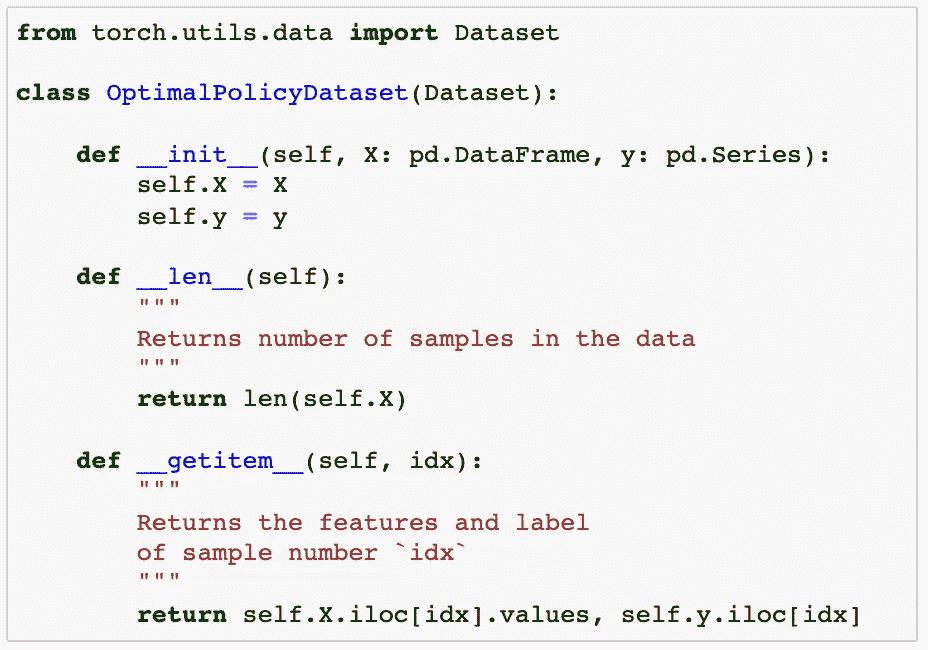 from torch.utils.data import Dataset
class OptimalPolicyDataset(Dataset):
    def __init__(self, X: pd.DataFrame, y: pd.Series):
        self.X = X
        self.y = y
    def __len__(self):
        """
        Returns number of samples in the data
        """
        return len(self.X)
    def __getitem__(self, idx):
        """
        Returns the features and label
        of sample number `idx`
        """
        return self.X.iloc[idx].values, self.y.iloc[idx]